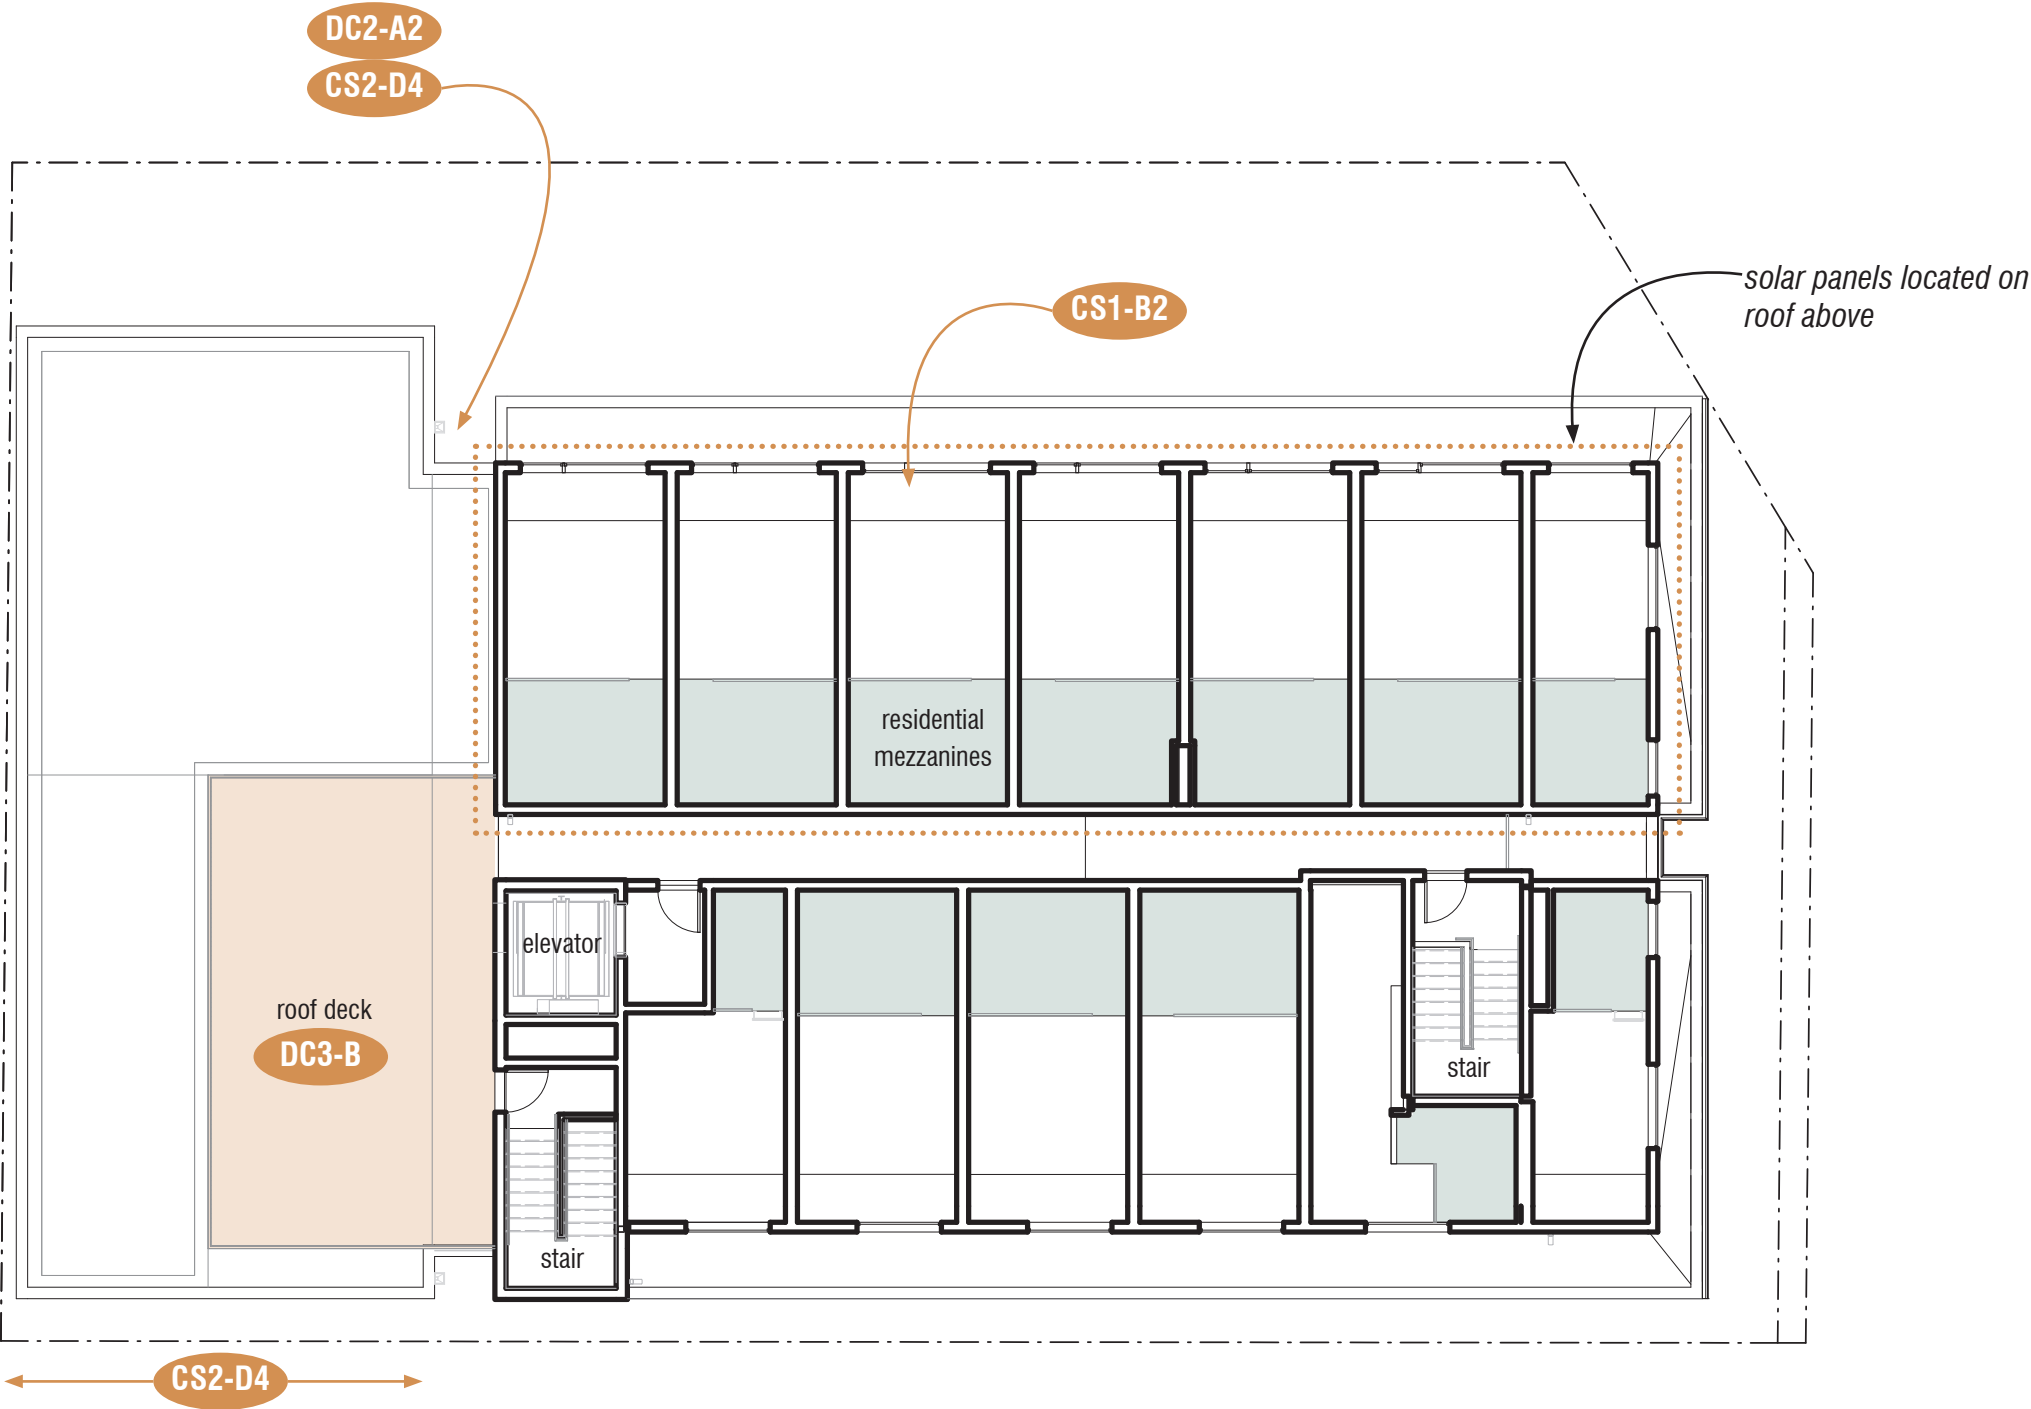 DC2-A2
CS2-D4
solar panels located on
roof above
CS1-B2
residential
mezzanines
elevator
roof deck
DC3-B
stair
stair
CS2-D4